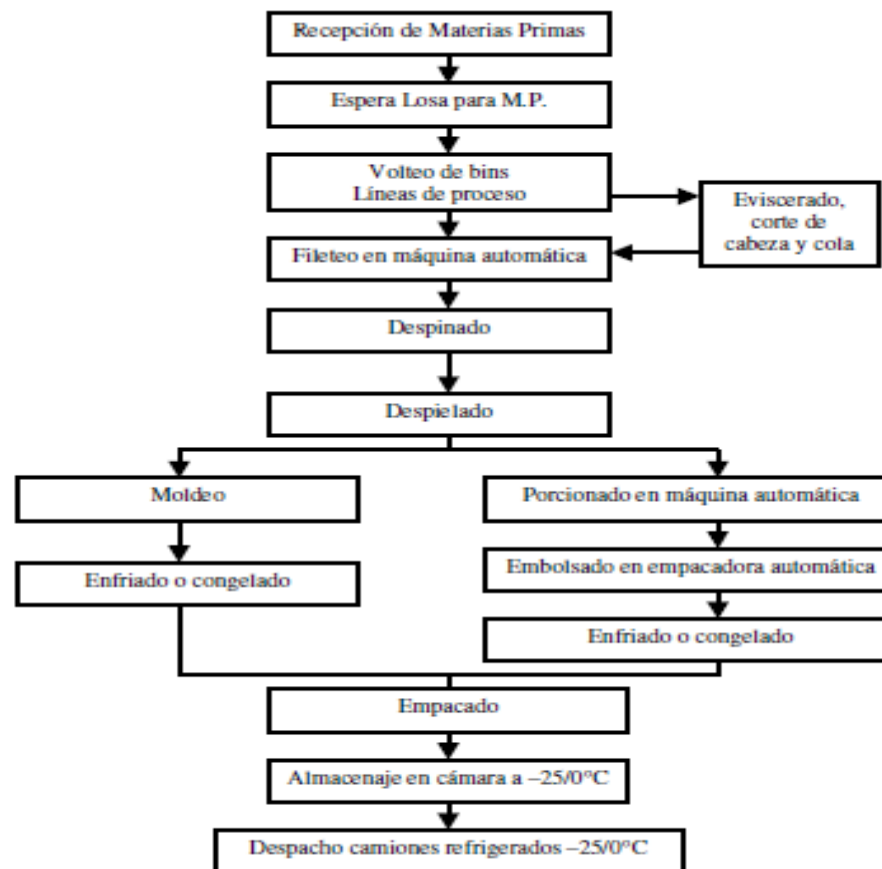 Recepción de Materias Primas
Espera Losa para M.P.
Volteo de bins
Líneas de proceso
Eviscerado,
corte de
cabeza y cola
Fileteo en máquina automática
Despinado
Despielado
Moldeo
Porcionado en máquina automática
Enfriado o congelado
Embolsado en empacadora automática
Enfriado o congelado
Empacado
Almacenaje en cámara a –25/0°C
Despacho camiones refrigerados –25/0°C